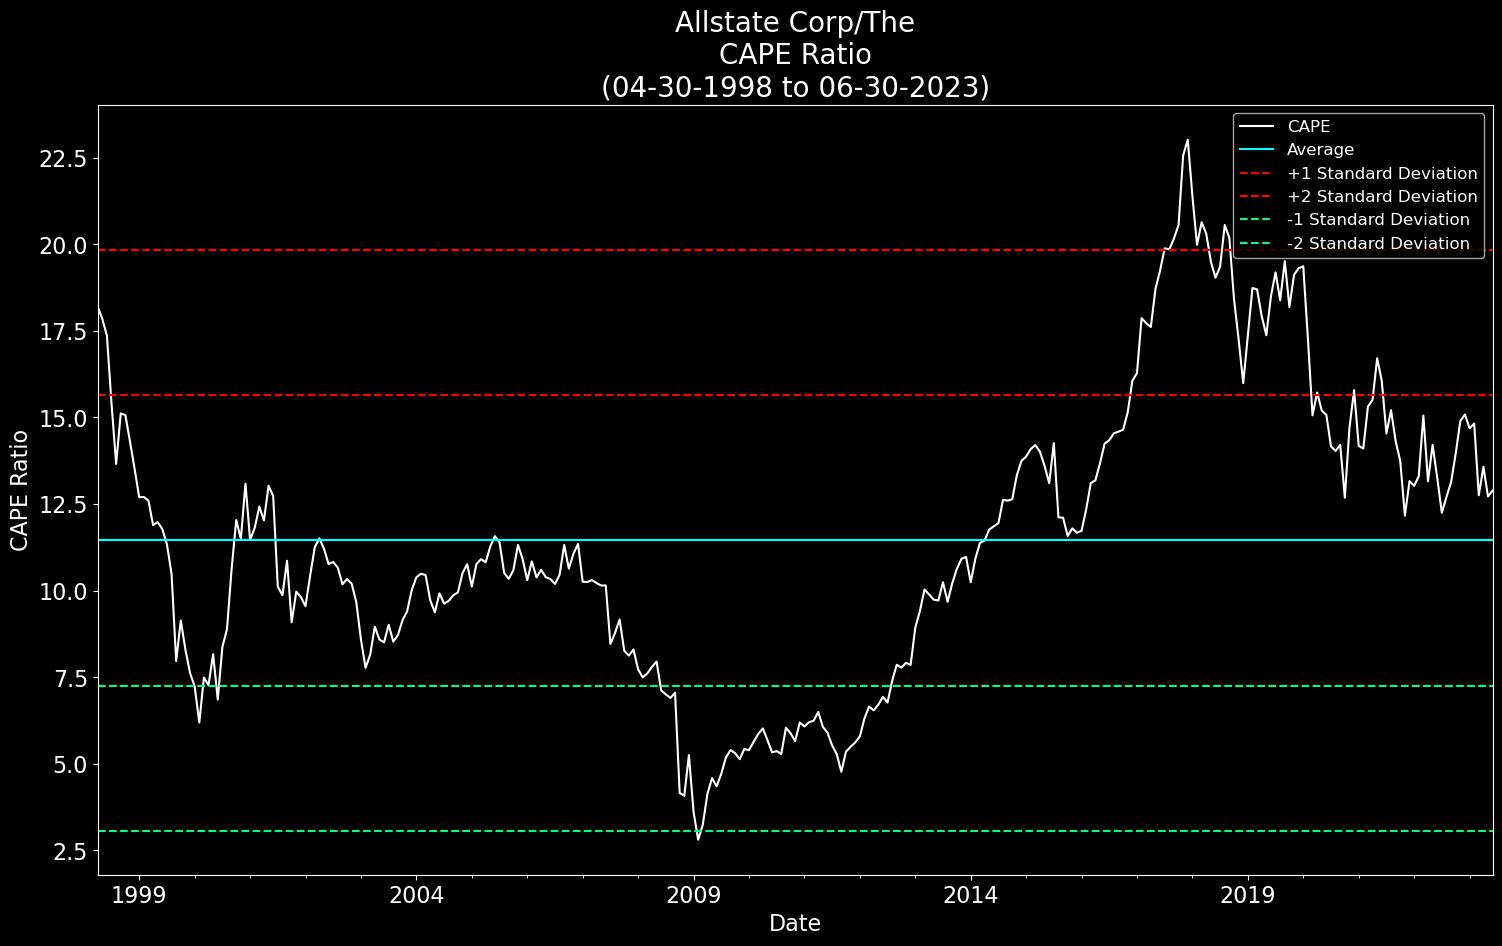 Allstate Corp/The
CAPE Ratio
(04-30-1998 to 06-30-2023)
CAPE
Average
+1 Standard Deviation
+2 Standard Deviation
-1 Standard Deviation
-2 Standard Deviation
CAPE Ratio
22.5
20.0
17.5
15.0
12.5
10.0
7.5
5.0
2.5
1999
2004
2009
2014
2019
Date